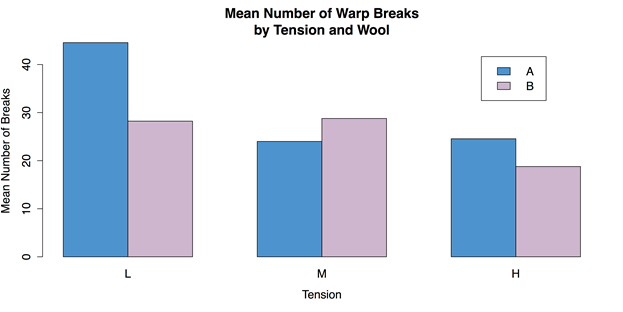 Mean Number of Warp Breaks
by Tension and Wool
Mean Number of Breaks
40
30
20
10
0
A
B
L M H
Tension